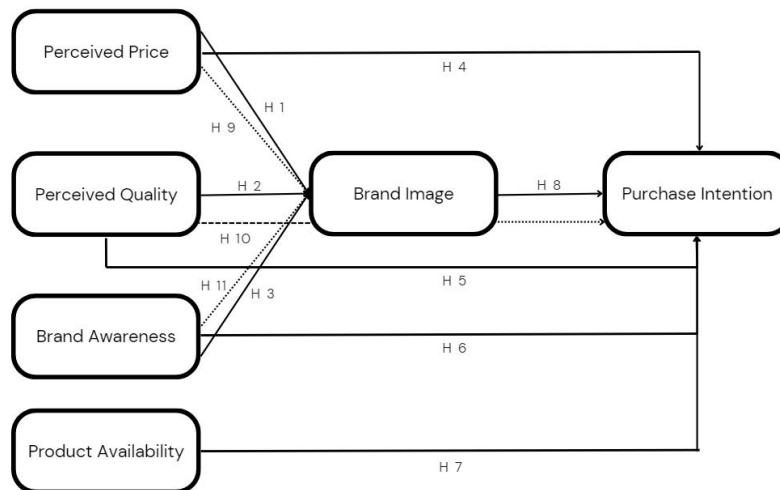 Perceived Price
H 4
H 1
H 9
Perceived Quality
H 2
Brand Image
H 8
Purchase Intention
H 10
H 5
H 11
H 3
Brand Awareness
H 6
Product Availability
H 7